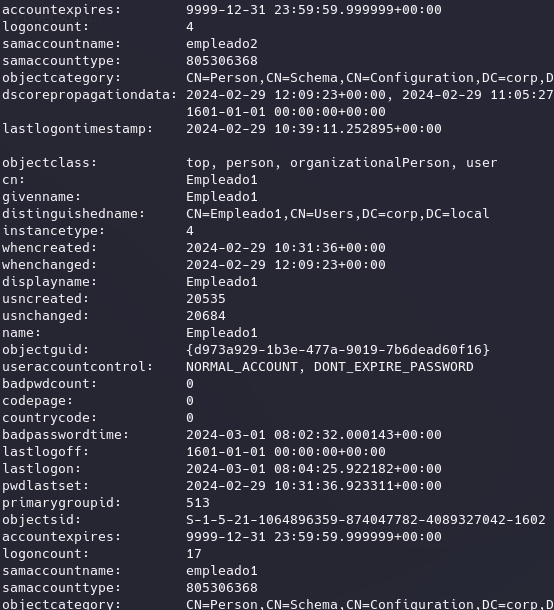 accountexpires: 9999-12-31 23:59:59.999999+00:00
logoncount: 4
samaccountname: empleado2
samaccounttype: 805306368
objectcategory: CN=Person,CN=Schema,CN=Configuration,DC=corp,D
dscorepropagationdata: 2024-02-29 12:09:23+00:00, 2024-02-29 11:05:27
1601-01-01 00:00:00+00:00
lastlogontimestamp: 2024-02-29 10:39:11.252895+00:00
objectclass: top, person, organizationalPerson, user
cn: Empleado1
givenname: Empleado1
distinguishedname: CN=Empleado1,CN=Users,DC=corp,DC=local
instancetype: 4
whencreated: 2024-02-29 10:31:36+00:00
whenchanged: 2024-02-29 12:09:23+00:00
displayname: Empleado1
usncreated: 20535
usnchanged: 20684
name: Empleado1
objectguid: {d973a929-1b3e-477a-9019-7b6dead60f16}
useraccountcontrol: NORMAL_ACCOUNT, DONT_EXPIRE_PASSWORD
badpwdcount: 0
codepage: 0
countrycode: 0
badpasswordtime: 2024-03-01 08:02:32.000143+00:00
lastlogoff: 1601-01-01 00:00:00+00:00
lastlogon: 2024-03-01 08:04:25.922182+00:00
pwdlastset: 2024-02-29 10:31:36.923311+00:00
primarygroupid: 513
objectsid: S-1-5-21-1064896359-874047782-4089327042-1602
accountexpires: 9999-12-31 23:59:59.999999+00:00
logoncount: 17
samaccountname: empleado1
samaccounttype: 805306368
objectcategory: CN=Person,CN=Schema,CN=Configuration,DC=corp,D